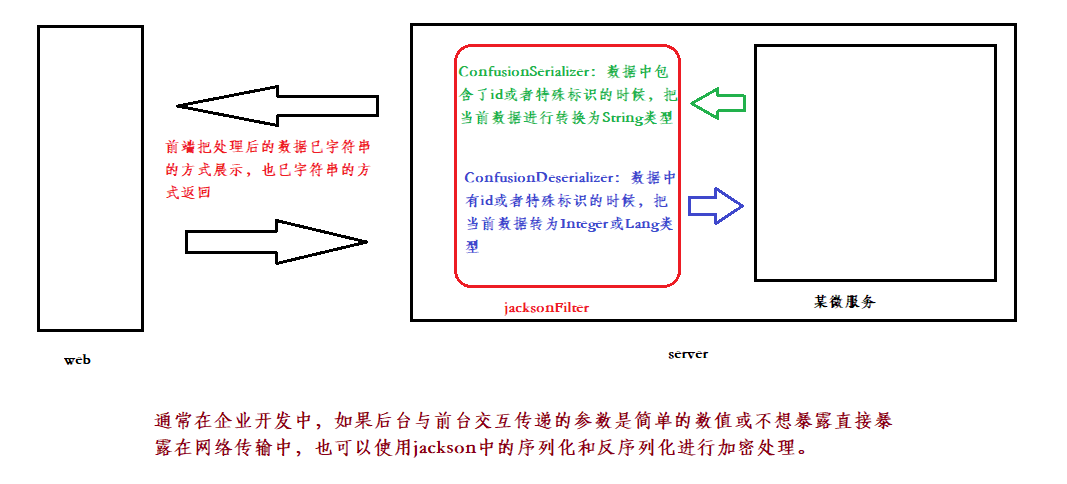 ConfusionSerializer：数据中包
含了id或者特殊标识的时候，把
当前数据进行转换为String类型
前端把处理后的数据已字符串
的方式展示，也已字符串的方
式返回
ConfusionDeserializer：数据中
有id或者特殊标识的时候，把
当前数据转为Integer或Lang类
型
jacksonFilter
某微服务
web
server
通常在企业开发中，如果后台与前台交互传递的参数是简单的数值或不想暴露直接暴
露在网络传输中，也可以使用jackson中的序列化和反序列化进行加密处理。